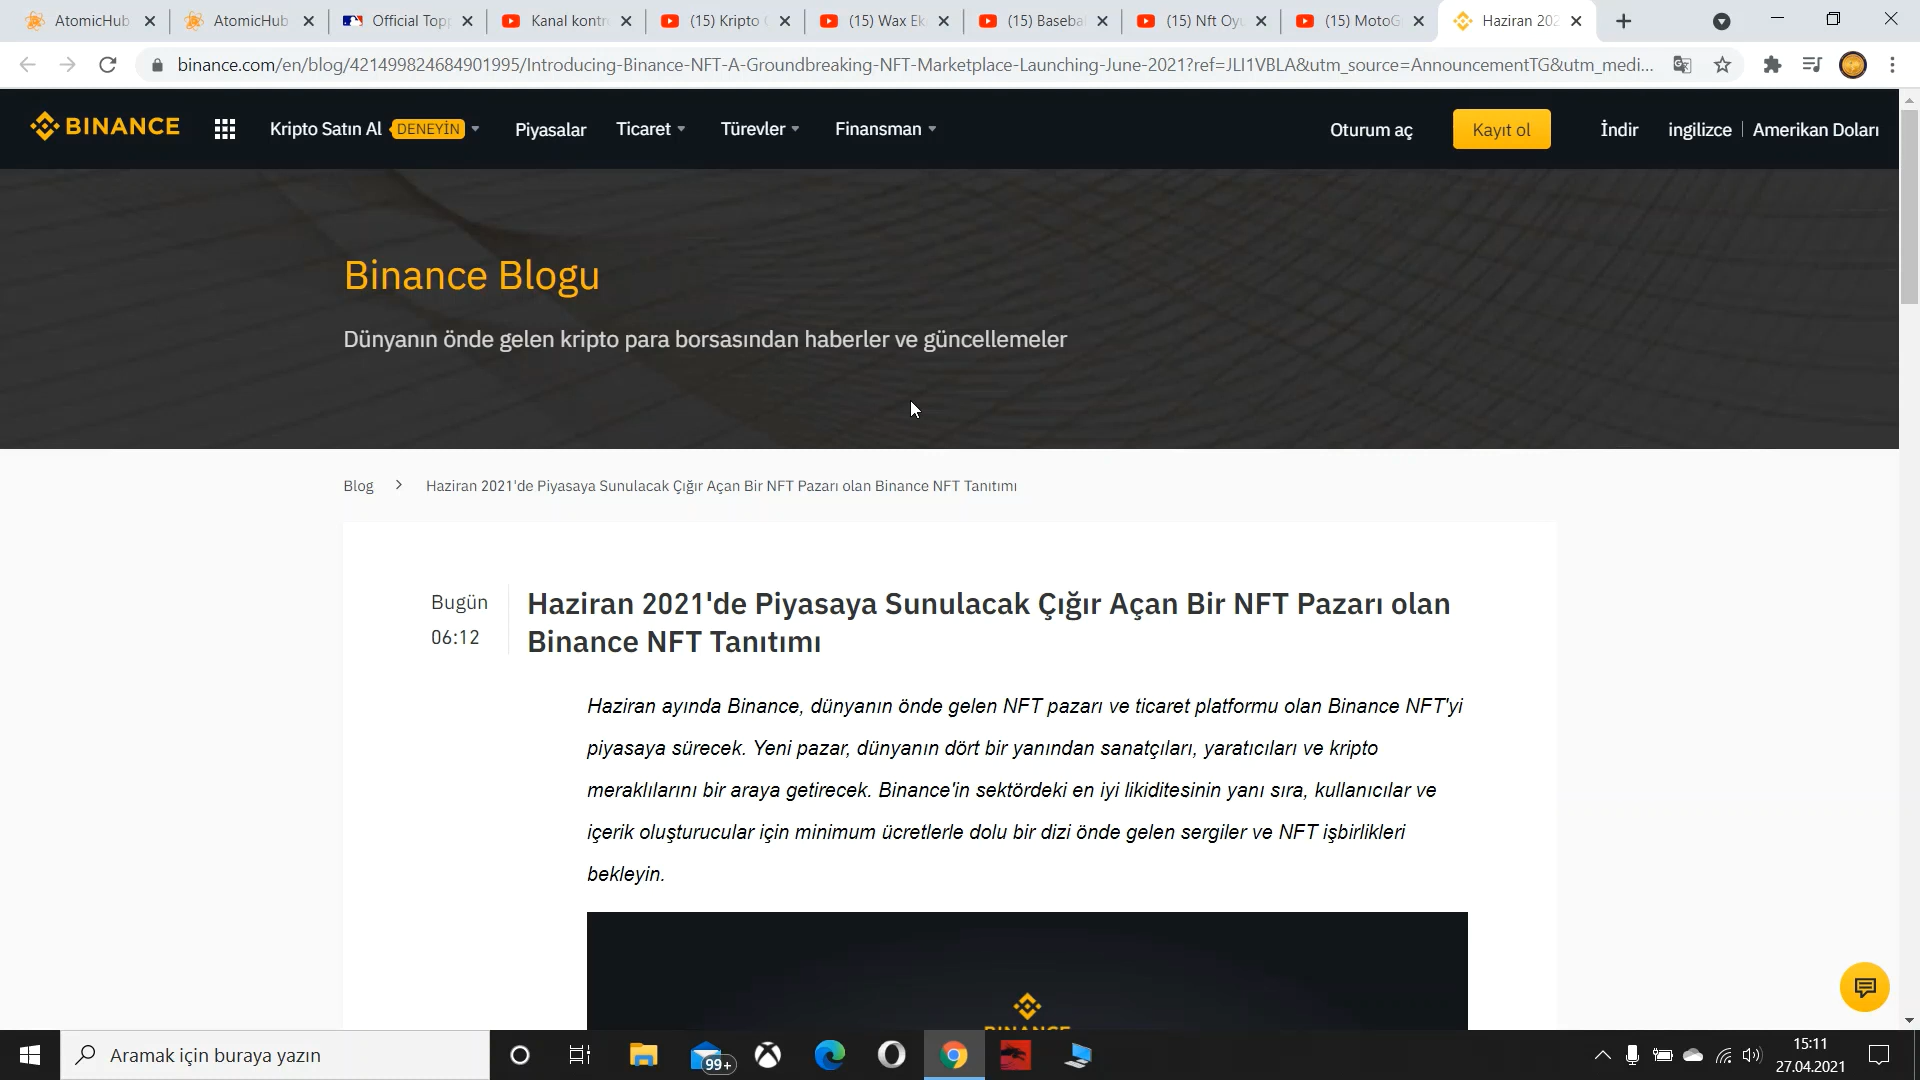 AtomicHub
AtomicHub
Official Topp
Kanal kontr
(15) Kripto
(15) Wax Ek
(15) Baseba
(15) Nft Oyu
(15) MotoG
Haziran 202
binance.com/en/blog/421499824684901995/Introducing-Binance-NFT-A-Groundbreaking-NFT-Marketplace-Launching-June-2021?ref=JLI1VBLA&utm_source=AnnouncementTG&utm_medi...
BINANCE
Kripto Satın Al DENEYİN
Piyasalar
Ticaret
Türevler
Finansman
Oturum aç
Kayıt ol
İndir
ingilizce
Amerikan Doları
Binance Blogu
Dünyanın önde gelen kripto para borsasından haberler ve güncellemeler
Blog > Haziran 2021'de Piyasaya Sunulacak Çığır Açan Bir NFT Pazarı olan Binance NFT Tanıtımı
Bugün
06:12
Haziran 2021'de Piyasaya Sunulacak Çığır Açan Bir NFT Pazarı olan
Binance NFT Tanıtımı
Haziran ayında Binance, dünyanın önde gelen NFT pazarı ve ticaret platformu olan Binance NFT'yi
piyasaya sürecek. Yeni pazar, dünyanın dört bir yanından sanatçıları, yaratıcıları ve kripto
meraklılarını bir araya getirecek. Binance'in sektördeki en iyi likiditesinin yanı sıra, kullanıcılar ve
içerik oluşturucular için minimum ücretlerle dolu bir dizi önde gelen sergiler ve NFT işbirlikleri
bekleyin.
BINANCE
Aramak için buraya yazın
99+
15:11
27.04.2021